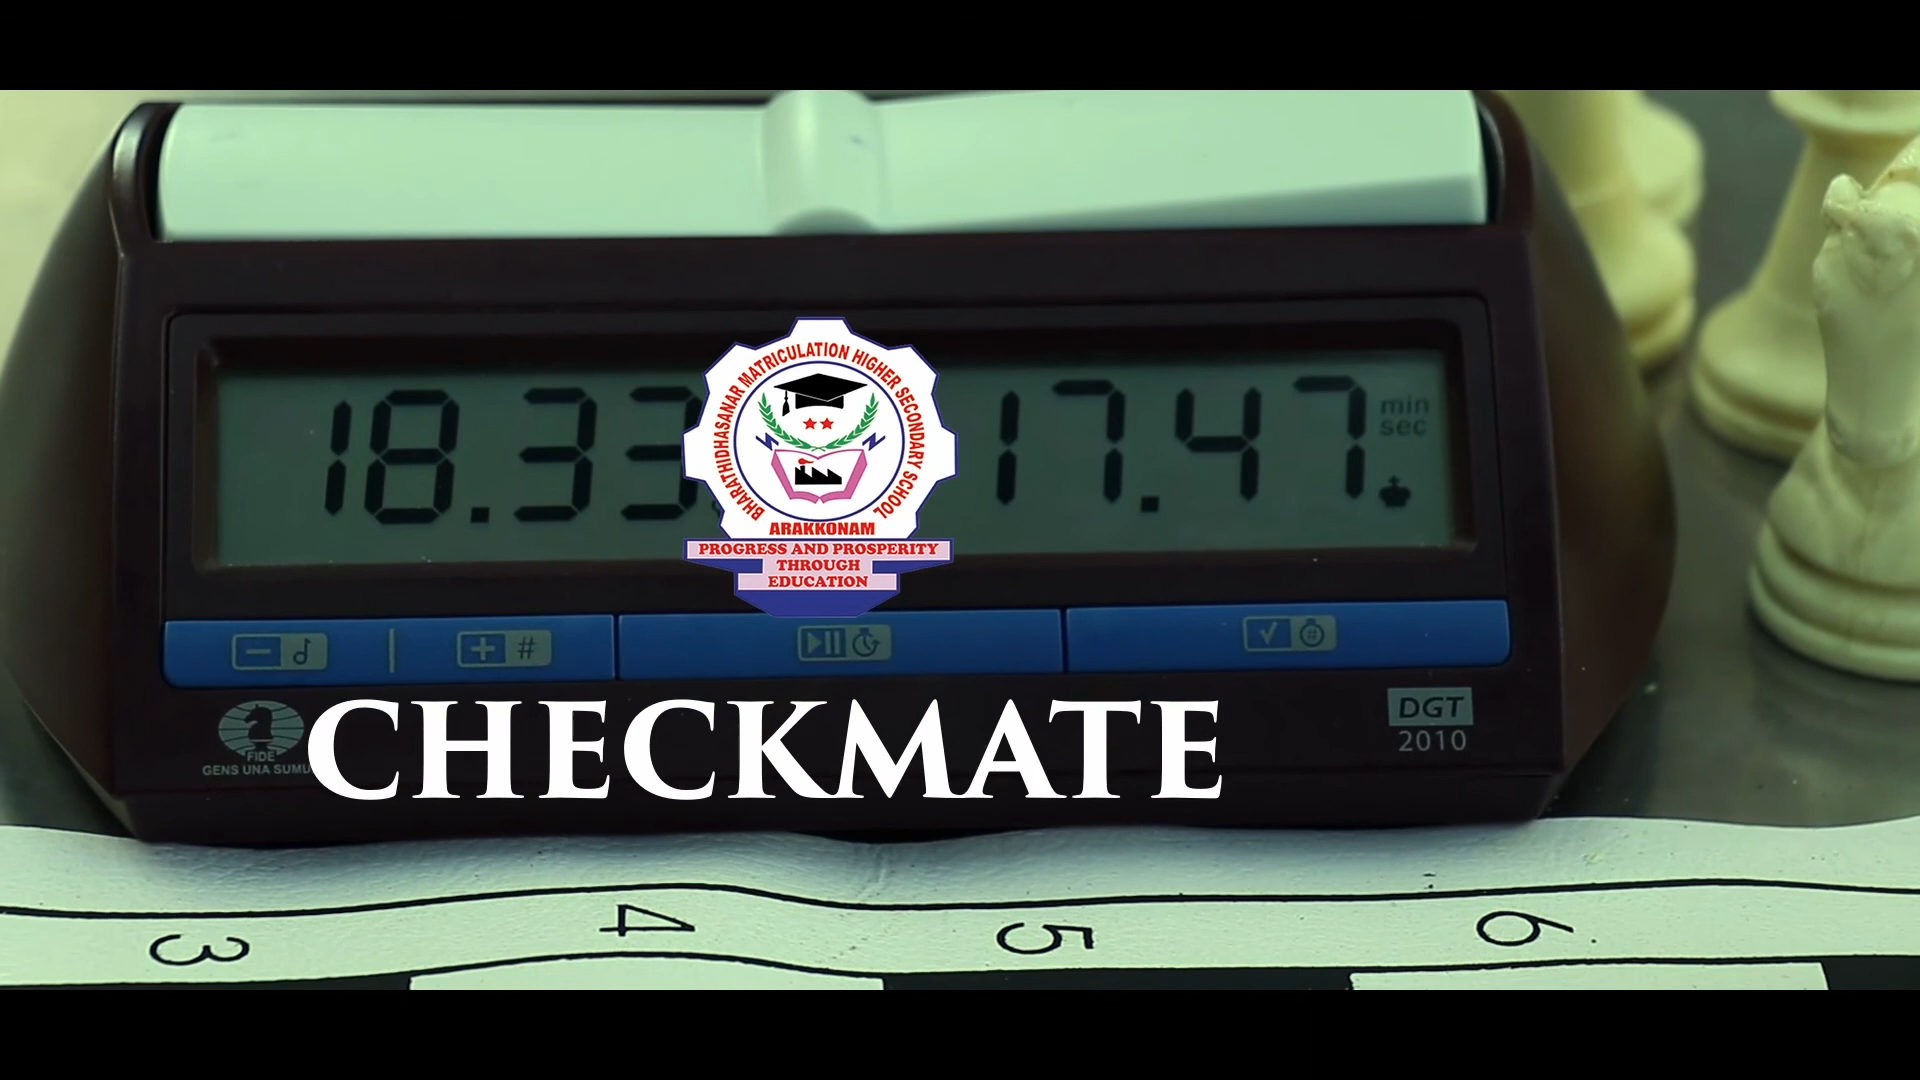 18.33
17.47
min
sec
BHARATHIDHASANAR MATRICULATION HIGHER SECONDARY SCHOOL
ARAKKONAM
PROGRESS AND PROSPERITY
THROUGH
EDUCATION
- +
#
FIDE
GENS UNA SUMU
CHECKMATE
DGT
2010
3 4 5 6